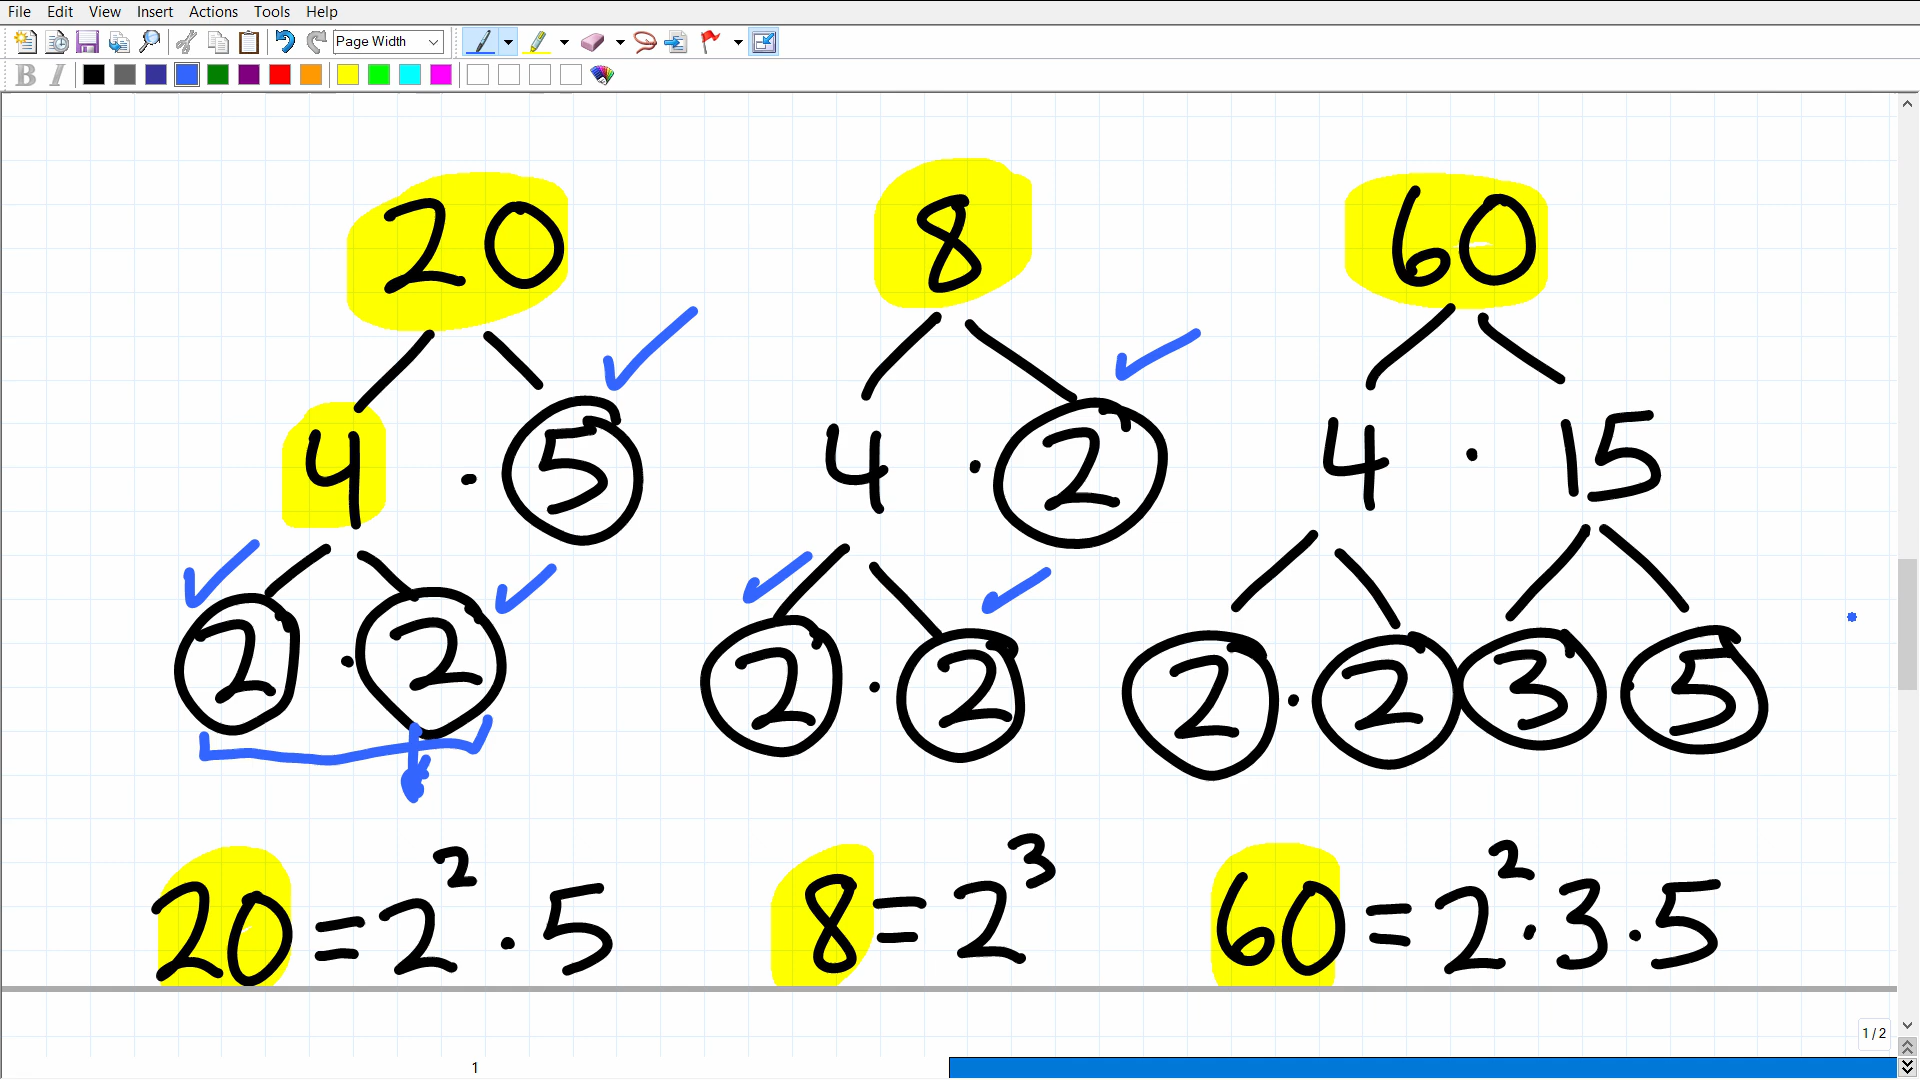 File Edit View Insert Actions Tools Help
Page Width
B I
20 8 60
4 · 5 4 · 2 4 · 15
2 · 2 2 · 2 2 · 2 3 5
20 = 2² · 5 8 = 2³ 60 = 2² · 3 · 5
1 / 2
1